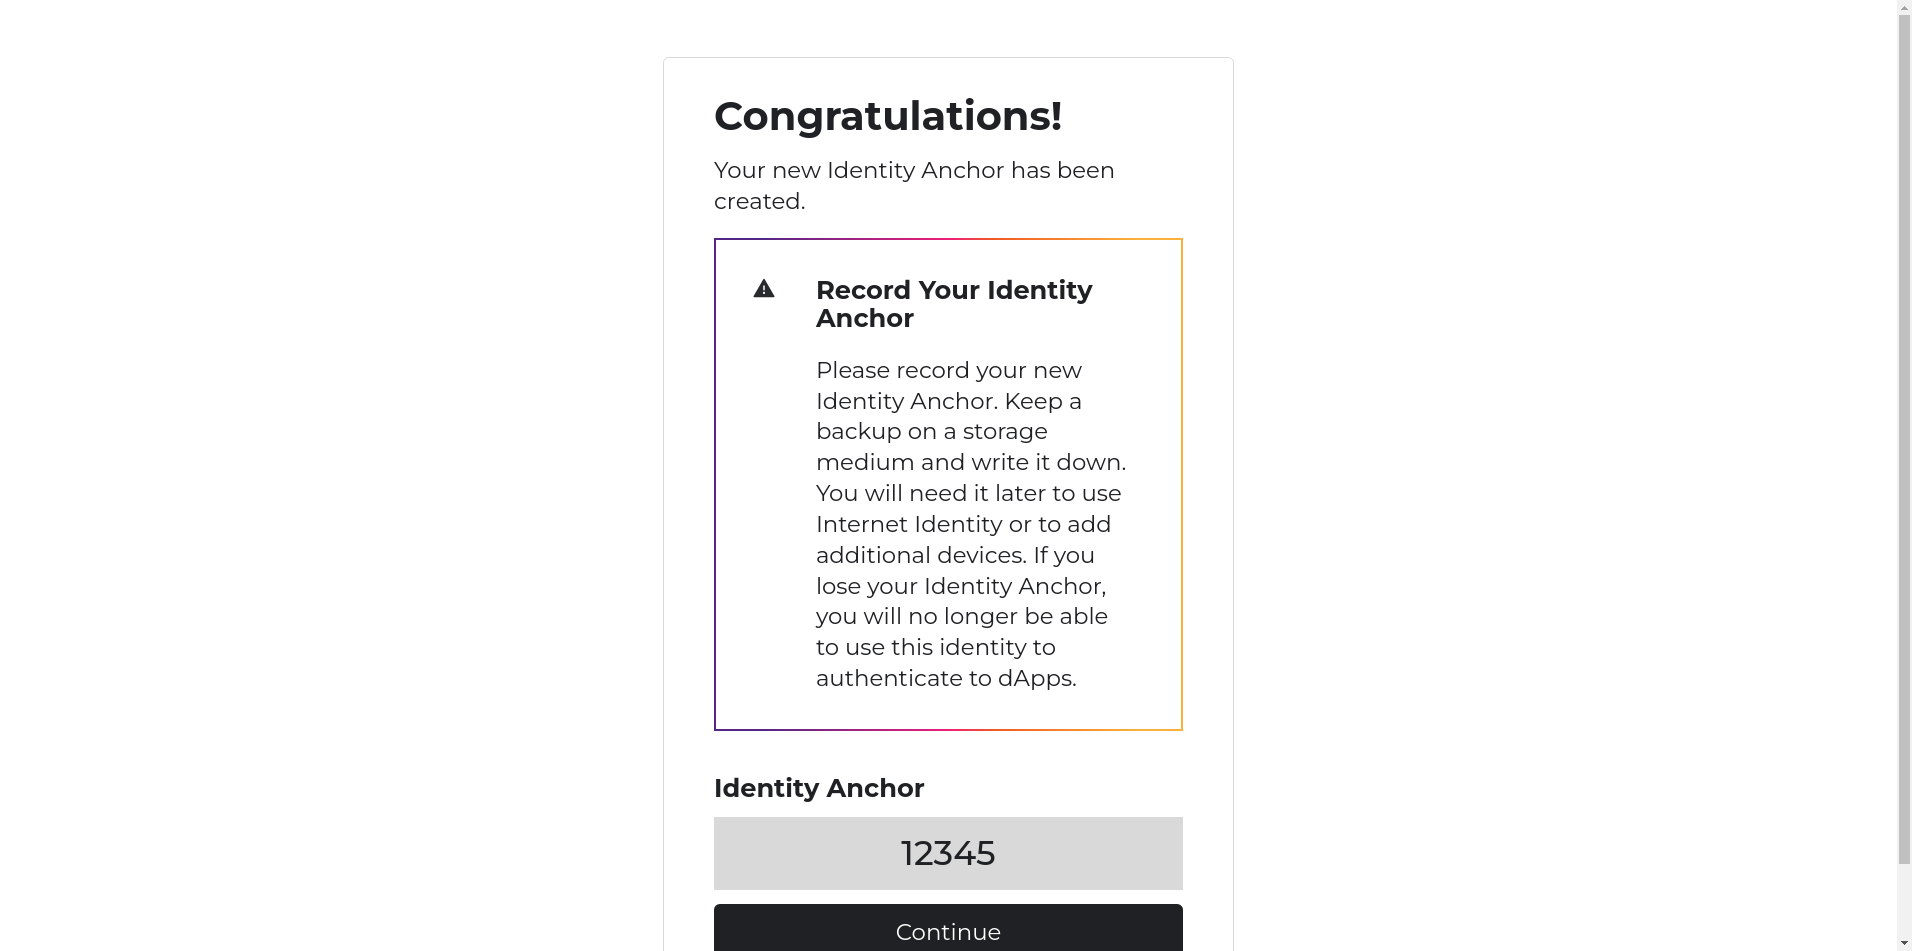 Congratulations!
Your new Identity Anchor has been
created.
Record Your Identity
Anchor
Please record your new
Identity Anchor. Keep a
backup on a storage
medium and write it down.
You will need it later to use
Internet Identity or to add
additional devices. If you
lose your Identity Anchor,
you will no longer be able
to use this identity to
authenticate to dApps.
Identity Anchor
12345
Continue